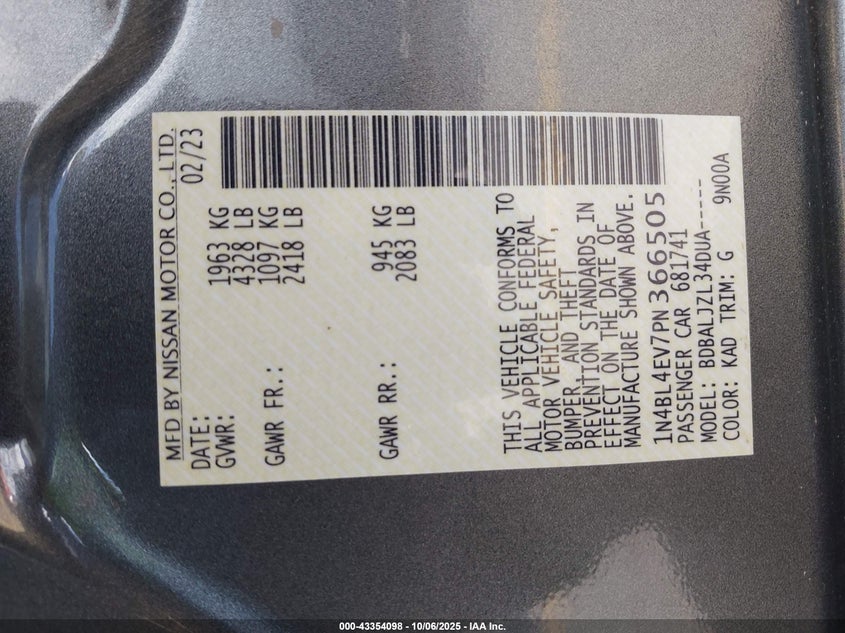 MFD BY NISSAN MOTOR CO., LTD.
DATE: 02/23
GVWR: 1963 KG
4328 LB
GAWR FR.: 1097 KG
2418 LB
GAWR RR.: 945 KG
2083 LB
THIS VEHICLE CONFORMS TO
ALL APPLICABLE FEDERAL
MOTOR VEHICLE SAFETY,
BUMPER, AND THEFT
PREVENTION STANDARDS IN
EFFECT ON THE DATE OF
MANUFACTURE SHOWN ABOVE.
1N4BL4EV7PN366505
PASSENGER CAR 681741
MODEL: BDBALJZL34DUA-----
COLOR: KAD TRIM: G 9N00A
000-43354098 - 10/06/2025 - IAA Inc.